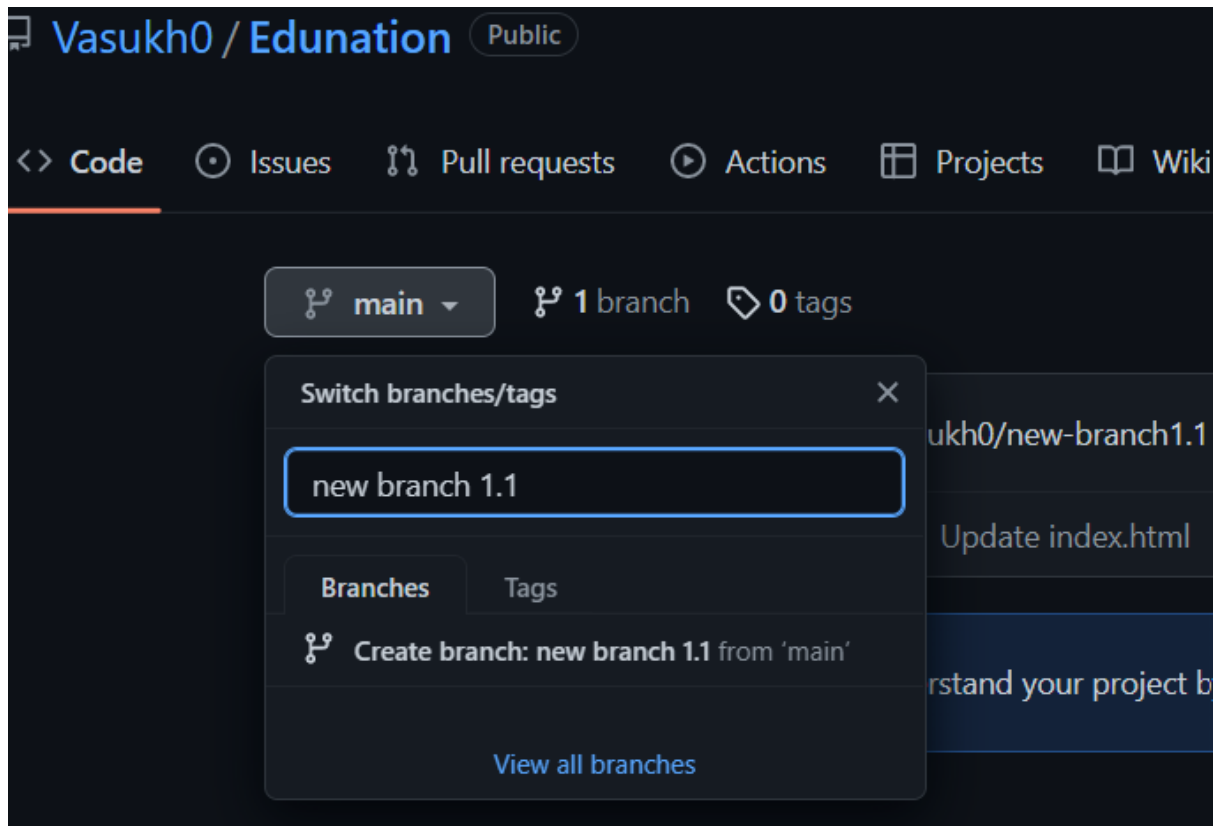 Vasukh0 / Edunation Public
<> Code Issues Pull requests Actions Projects Wiki
main 1 branch 0 tags
Switch branches/tags
ukh0/new-branch1.1
new branch 1.1
Update index.html
Branches Tags
Create branch: new branch 1.1 from ‘main’
rstand your project b
View all branches